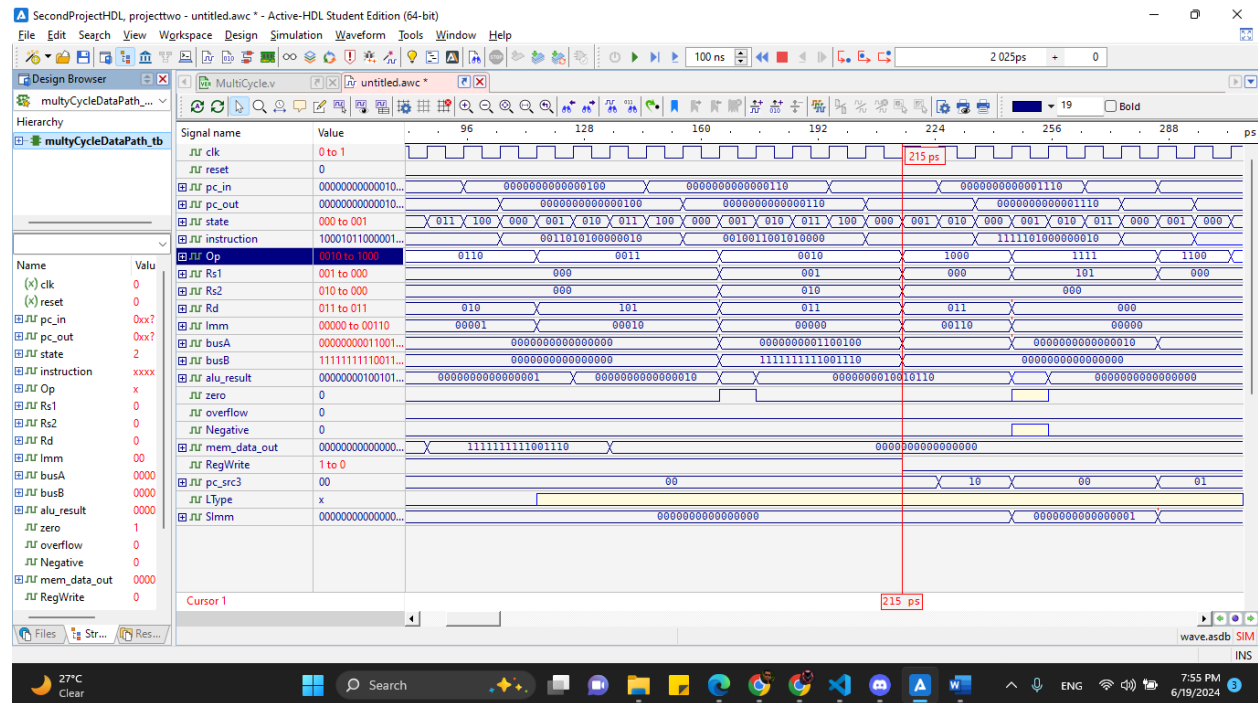 SecondProjectHDL, projecttwo - untitled.awc * - Active-HDL Student Edition (64-bit)
File Edit Search View Workspace Design Simulation Waveform Tools Window Help
100 ns 2 025ps + 0
Design Browser
MultiCycle.v untitled.awc *
multyCycleDataPath_...
19 Bold
Hierarchy
multyCycleDataPath_tb
Signal name Value 96 128 160 192 224 256 288 ps
clk 0 to 1 215 ps
reset 0
pc_in 00000000000010... 0000000000000100 0000000000000110 0000000000001110
pc_out 00000000000010... 0000000000000100 0000000000000110 0000000000001110
state 000 to 001 011 100 000 001 010 011 100 000 001 010 011 100 000 001 010 000 001 010 011 000 001 000
instruction 10001011000001... 0011010100000010 0010011001010000 1111101000000010
Op 0010 to 1000 0110 0011 0010 1000 1111 1100
Rs1 001 to 000 000 001 000 101 000
Rs2 010 to 000 000 010 000
Rd 011 to 011 010 101 011 011 000
Imm 00000 to 00110 00001 00010 00000 00110 00000
busA 00000000011001... 0000000000000000 0000000001100100 0000000000000010
busB 11111111110011... 0000000000000000 1111111111001110 0000000000000000
alu_result 00000000100101... 0000000000000001 0000000000000010 0000000010010110 0000000000000000
zero 0
overflow 0
Negative 0
mem_data_out 00000000000000... 1111111111001110 0000000000000000
RegWrite 1 to 0
pc_src3 00 00 10 00 01
LType x
SImm 00000000000000... 0000000000000000 0000000000000001
Name Valu
clk 0
reset 0
pc_in 0xx?
pc_out 0xx?
state 2
instruction xxxx
Op x
Rs1 0
Rs2 0
Rd 0
Imm 00
busA 0000
busB 0000
alu_result 0000
zero 1
overflow 0
Negative 0
mem_data_out 0000
RegWrite 0
Cursor 1 215 ps
Files Str... Res...
wave.asdb SIM
INS
27°C
Clear
Search
ENG
7:55 PM
6/19/2024
3